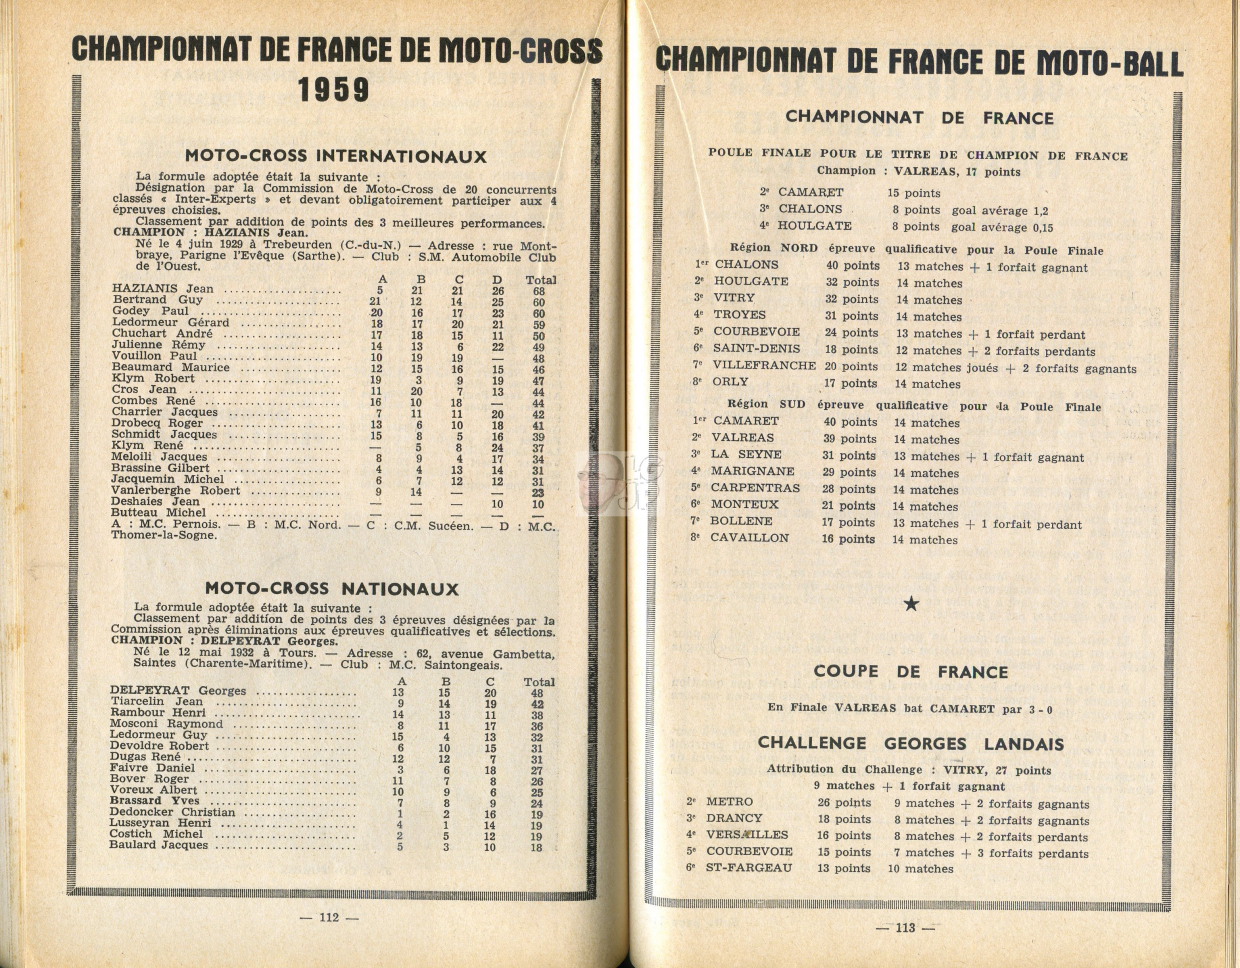 CHAMPIONNAT DE FRANCE DE MOTO-CROSS
1959
MOTO-CROSS INTERNATIONAUX
La formule adoptée était la suivante :
Désignation par la Commission de Moto-Cross de 20 concurrents
classés « Inter-Experts » et devant obligatoirement participer aux 4
épreuves choisies.
Classement par addition de points des 3 meilleures performances.
CHAMPION : HAZIANIS Jean.
Né le 4 juin 1929 à Trebeurden (C.-du-N.) — Adresse : rue Mont-
braye, Parigne l'Evêque (Sarthe). — Club : S.M. Automobile Club
de l'Ouest.
A B C D Total
HAZIANIS Jean ..................... 5 21 21 26 68
Bertrand Guy ..................... 21 12 14 25 60
Godey Paul ..................... 20 16 17 23 60
Ledormeur Gérard ..................... 18 17 20 21 59
Chuchart André ..................... 17 18 15 11 50
Julienne Rémy ..................... 14 13 6 22 49
Vouillon Paul ..................... 10 19 19 — 48
Beaumard Maurice ..................... 12 15 16 15 46
Klym Robert ..................... 19 3 9 19 47
Cros Jean ..................... 11 20 7 13 44
Combes René ..................... 16 10 18 — 44
Charrier Jacques ..................... 7 11 11 20 42
Drobecq Roger ..................... 13 6 10 18 41
Schmidt Jacques ..................... 15 8 5 16 39
Klym René ..................... — 5 8 24 37
Meloili Jacques ..................... 8 9 4 17 34
Brassine Gilbert ..................... 4 4 13 14 31
Jacquemin Michel ..................... 6 7 12 12 31
Vanlerberghe Robert ..................... 9 14 — — 23
Deshaies Jean ..................... — — — 10 10
Butteau Michel ..................... — — — — —
A : M.C. Pernois. — B : M.C. Nord. — C : C.M. Sucéen. — D : M.C.
Thomer-la-Sogne.
MOTO-CROSS NATIONAUX
La formule adoptée était la suivante :
Classement par addition de points des 3 épreuves désignées par la
Commission après éliminations aux épreuves qualificatives et sélections.
CHAMPION : DELPEYRAT Georges.
Né le 12 mai 1932 à Tours. — Adresse : 62, avenue Gambetta,
Saintes (Charente-Maritime). — Club : M.C. Saintongeais.
A B C Total
DELPEYRAT Georges .................. 13 15 20 48
Tiarcelin Jean .................. 9 14 19 42
Rambour Henri .................. 14 13 11 38
Mosconi Raymond .................. 8 11 17 36
Ledormeur Guy .................. 15 4 13 32
Devoldre Robert .................. 6 10 15 31
Dugas René .................. 12 12 7 31
Faivre Daniel .................. 3 6 18 27
Bover Roger .................. 11 7 8 26
Voreux Albert .................. 10 9 6 25
Brassard Yves .................. 7 8 9 24
Dedoncker Christian .................. 1 2 16 19
Lusseyran Henri .................. 4 1 14 19
Costich Michel .................. 2 5 12 19
Baulard Jacques .................. 5 3 10 18
— 112 —
CHAMPIONNAT DE FRANCE DE MOTO-BALL
CHAMPIONNAT DE FRANCE
POULE FINALE POUR LE TITRE DE CHAMPION DE FRANCE
Champion : VALREAS, 17 points
2e CAMARET 15 points
3e CHALONS 8 points goal avérage 1,2
4e HOULGATE 8 points goal avérage 0,15
Région NORD épreuve qualificative pour la Poule Finale
1er CHALONS 40 points 13 matches + 1 forfait gagnant
2e HOULGATE 32 points 14 matches
3e VITRY 32 points 14 matches
4e TROYES 31 points 14 matches
5e COURBEVOIE 24 points 13 matches + 1 forfait perdant
6e SAINT-DENIS 18 points 12 matches + 2 forfaits perdants
7e VILLEFRANCHE 20 points 12 matches joués + 2 forfaits gagnants
8e ORLY 17 points 14 matches
Région SUD épreuve qualificative pour la Poule Finale
1er CAMARET 40 points 14 matches
2e VALREAS 39 points 14 matches
3e LA SEYNE 31 points 13 matches + 1 forfait gagnant
4e MARIGNANE 29 points 14 matches
5e CARPENTRAS 28 points 14 matches
6e MONTEUX 21 points 14 matches
7e BOLLENE 17 points 13 matches + 1 forfait perdant
8e CAVAILLON 16 points 14 matches
COUPE DE FRANCE
En Finale VALREAS bat CAMARET par 3 - 0
CHALLENGE GEORGES LANDAIS
Attribution du Challenge : VITRY, 27 points
9 matches + 1 forfait gagnant
2e METRO 26 points 9 matches + 2 forfaits gagnants
3e DRANCY 18 points 8 matches + 2 forfaits gagnants
4e VERSAILLES 16 points 8 matches + 2 forfaits perdants
5e COURBEVOIE 15 points 7 matches + 3 forfaits perdants
6e ST-FARGEAU 13 points 10 matches
— 113 —